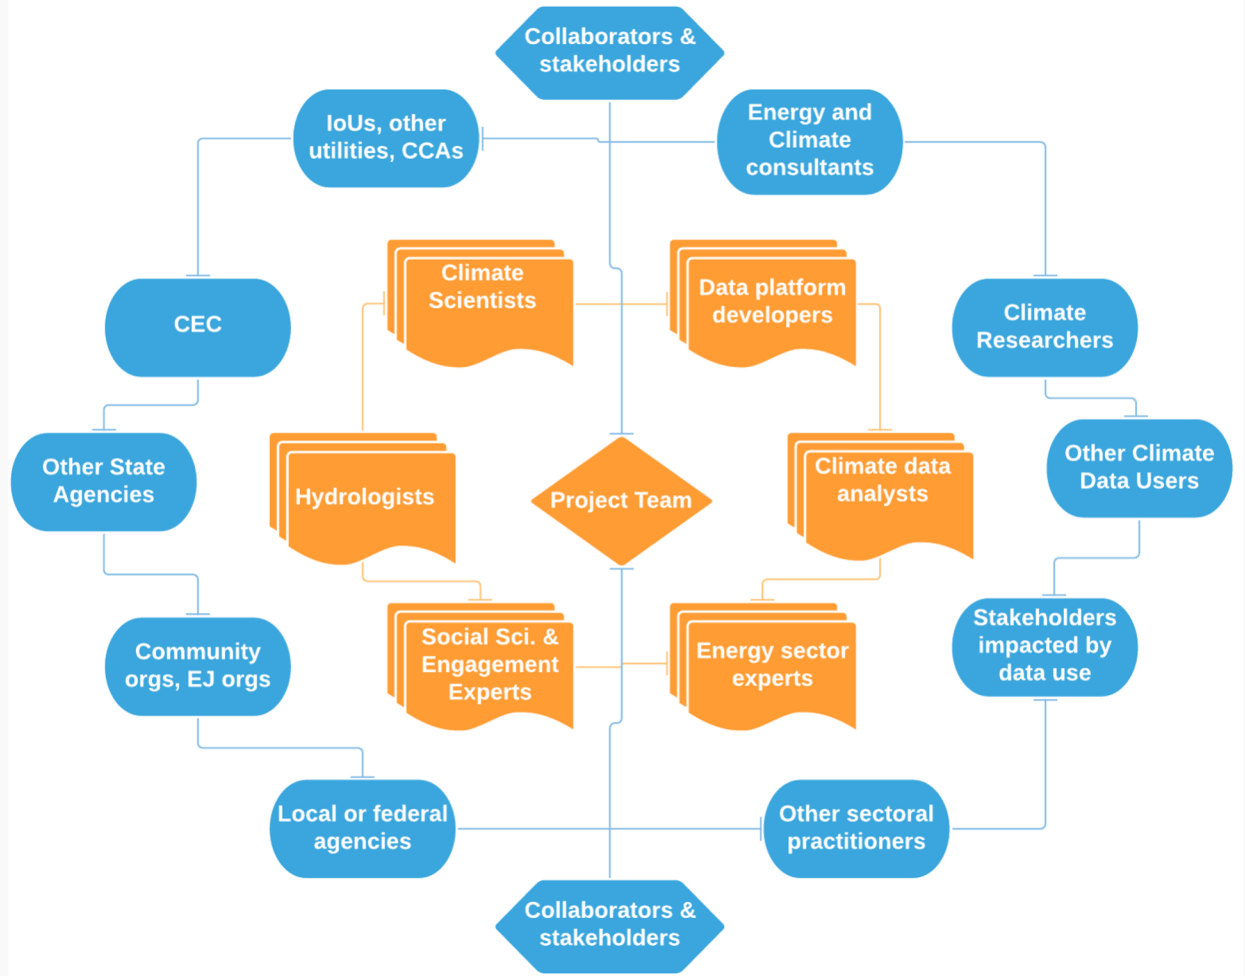 Collaborators &
stakeholders
IoUs, other
utilities, CCAs
Energy and
Climate
consultants
Climate
Scientists
Data platform
developers
CEC
Climate
Researchers
Other State
Agencies
Hydrologists
Project Team
Climate data
analysts
Other Climate
Data Users
Community
orgs, EJ orgs
Social Sci. &
Engagement
Experts
Energy sector
experts
Stakeholders
impacted by
data use
Local or federal
agencies
Other sectoral
practitioners
Collaborators &
stakeholders